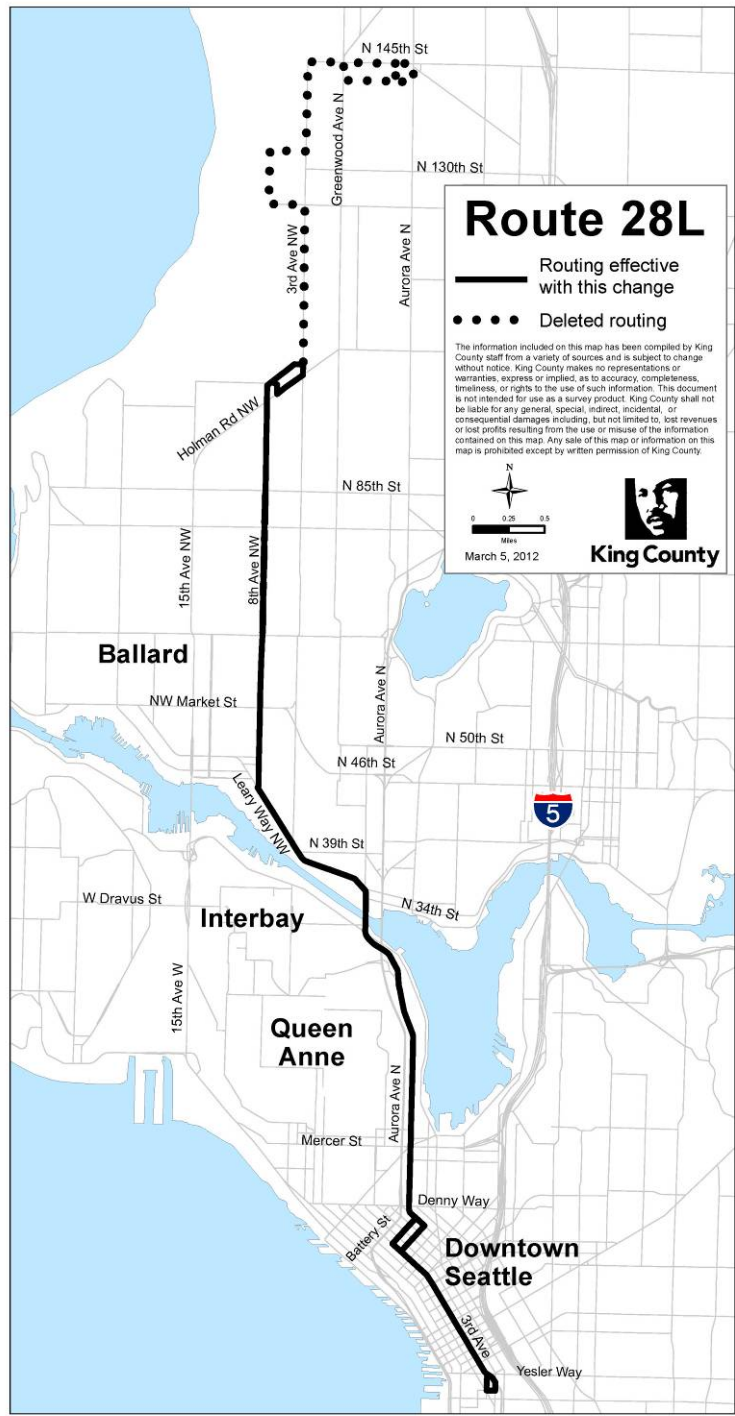 N 145th St
Greenwood Ave N
N 130th St
3rd Ave NW
Aurora Ave N
Route 28L
Routing effective
with this change
Deleted routing
The information included on this map has been compiled by King
County staff from a variety of sources and is subject to change
without notice. King County makes no representations or
warranties, express or implied, as to accuracy, completeness,
timeliness, or rights to the use of such information. This document
is not intended for use as a survey product. King County shall not
be liable for any general, special, indirect, incidental, or
consequential damages including, but not limited to, lost revenues
or lost profits resulting from the use or misuse of the information
contained on this map. Any sale of this map or information on this
map is prohibited except by written permission of King County.
N
0 0.25 0.5
Miles
March 5, 2012
King County
Holman Rd NW
N 85th St
15th Ave NW
8th Ave NW
Ballard
Aurora Ave N
NW Market St
N 50th St
N 46th St
Leary Way NW
5
N 39th St
W Dravus St
N 34th St
Interbay
15th Ave W
Queen
Anne
Aurora Ave N
Mercer St
Denny Way
Battery St
Downtown
Seattle
3rd Ave
Yesler Way